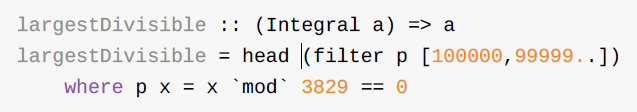 largestDivisible :: (Integral a) => a
largestDivisible = head (filter p [100000,99999..])
    where p x = x `mod` 3829 == 0